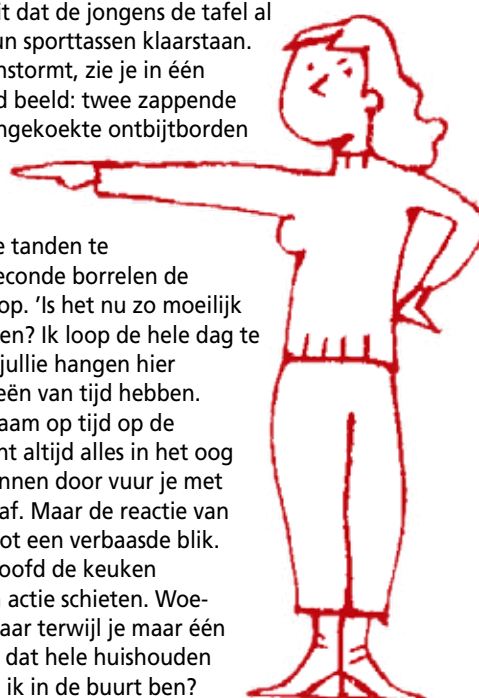 it dat de jongens de tafel al
un sporttassen klaarstaan.
nstormt, zie je in één
d beeld: twee zappende
ngekoekte ontbijtborden
e tanden te
econde borrelen de
op. ‘Is het nu zo moeilijk
en? Ik loop de hele dag te
jullie hangen hier
eën van tijd hebben.
aam op tijd op de
nt altijd alles in het oog
nnen door vuur je met
af. Maar de reactie van
ot een verbaasde blik.
oofd de keuken
n actie schieten. Woe-
aar terwijl je maar één
dat hele huishouden
ik in de buurt ben?